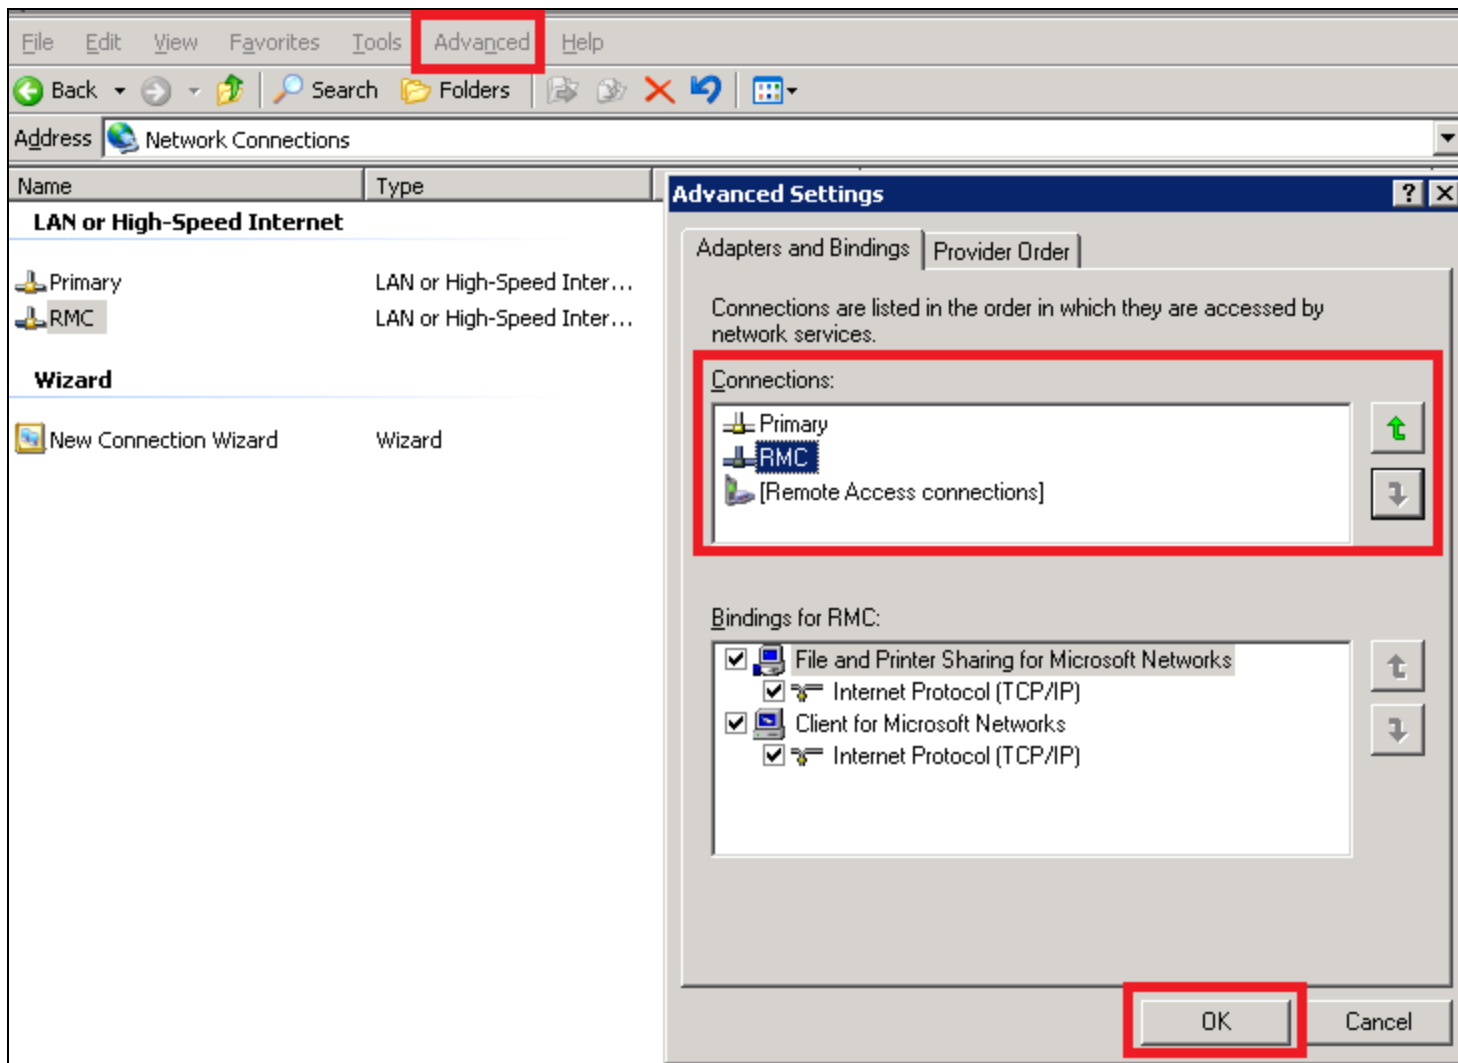 File Edit View Favorites Tools Advanced Help
Back Search Folders
Address Network Connections
Name Type
LAN or High-Speed Internet
Primary LAN or High-Speed Inter...
RMC LAN or High-Speed Inter...
Wizard
New Connection Wizard Wizard
Advanced Settings
Adapters and Bindings Provider Order
Connections are listed in the order in which they are accessed by
network services.
Connections:
Primary
RMC
[Remote Access connections]
Bindings for RMC:
File and Printer Sharing for Microsoft Networks
Internet Protocol (TCP/IP)
Client for Microsoft Networks
Internet Protocol (TCP/IP)
OK Cancel